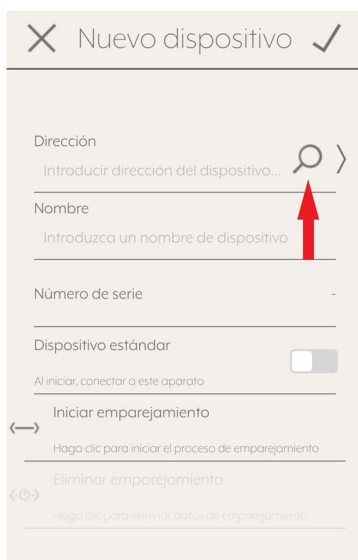 Nuevo dispositivo
Dirección
Introducir dirección del dispositivo...
Nombre
Introduzca un nombre de dispositivo
Número de serie -
Dispositivo estándar
Al iniciar, conectar a este aparato
Iniciar emparejamiento
Haga clic para iniciar el proceso de emparejamiento
Eliminar emparejamiento
Haga clic para eliminar datos de emparejamiento